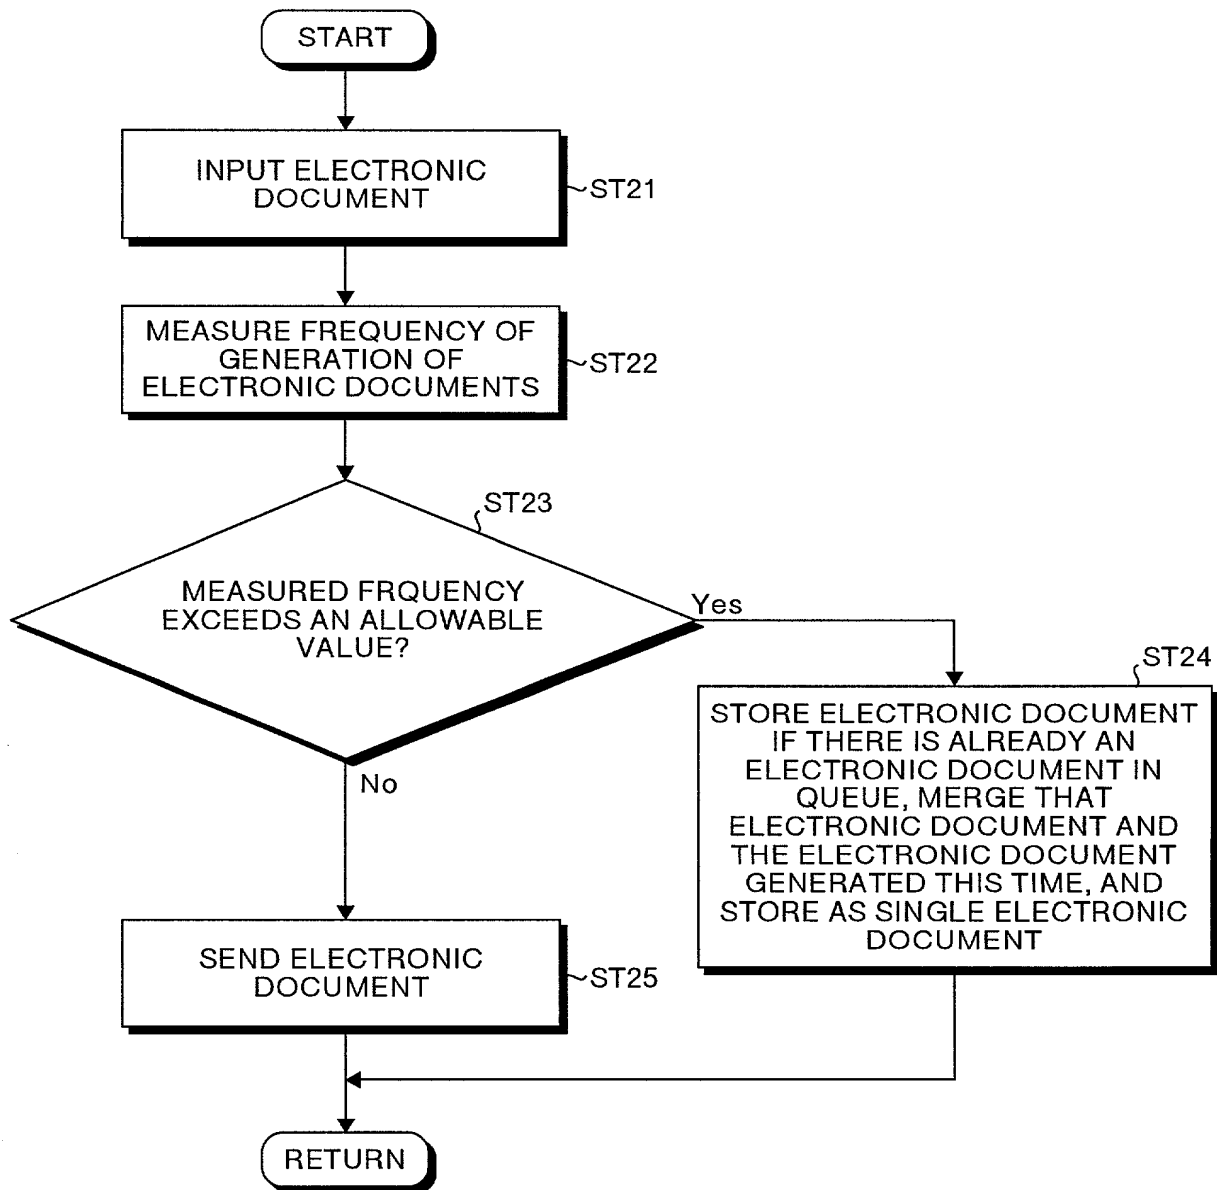 START
INPUT ELECTRONIC
DOCUMENT
ST21
MEASURE FREQUENCY OF
GENERATION OF
ELECTRONIC DOCUMENTS
ST22
ST23
MEASURED FRQUENCY
EXCEEDS AN ALLOWABLE
VALUE?
Yes
No
ST24
STORE ELECTRONIC DOCUMENT
IF THERE IS ALREADY AN
ELECTRONIC DOCUMENT IN
QUEUE, MERGE THAT
ELECTRONIC DOCUMENT AND
THE ELECTRONIC DOCUMENT
GENERATED THIS TIME, AND
STORE AS SINGLE ELECTRONIC
DOCUMENT
SEND ELECTRONIC
DOCUMENT
ST25
RETURN